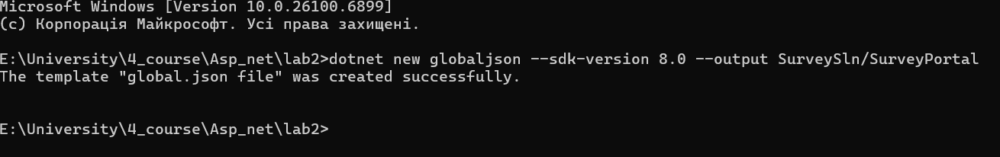 Microsoft Windows [Version 10.0.26100.6899]
(c) Корпорація Майкрософт. Усі права захищені.
E:\University\4_course\Asp_net\lab2>dotnet new globaljson --sdk-version 8.0 --output SurveySln/SurveyPortal
The template "global.json file" was created successfully.
E:\University\4_course\Asp_net\lab2>